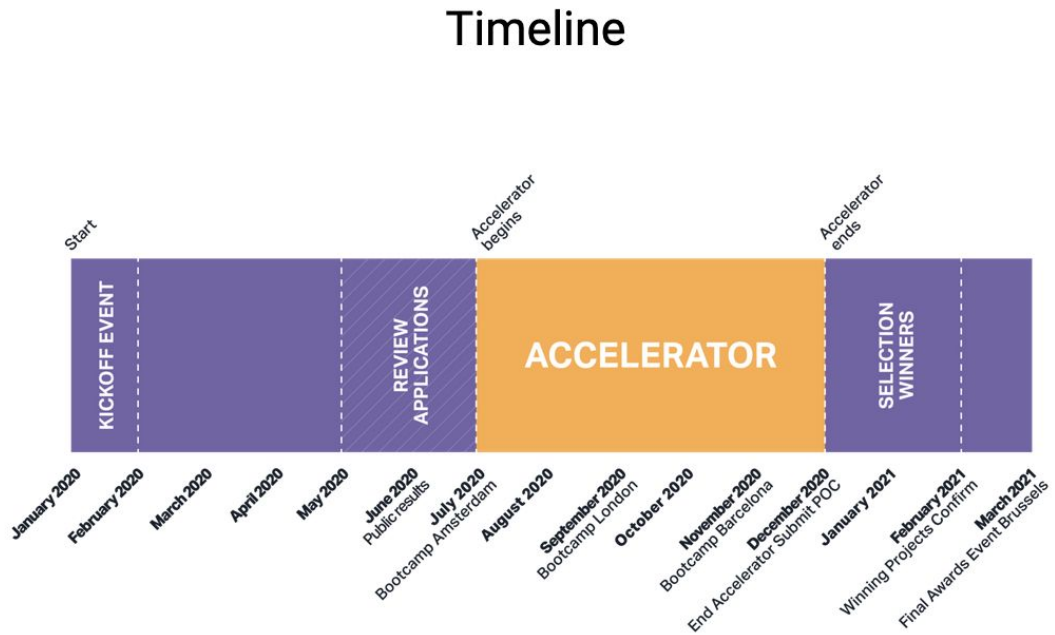 Timeline
Start
Accelerator
begins
Accelerator
ends
KICKOFF EVENT
REVIEW
APPLICATIONS
ACCELERATOR
SELECTION
WINNERS
January 2020
February 2020
March 2020
April 2020
May 2020
June 2020
Public results
July 2020
Bootcamp Amsterdam
August 2020
September 2020
Bootcamp London
October 2020
November 2020
Bootcamp Barcelona
December 2020
End Accelerator Submit POC
January 2021
February 2021
Winning Projects Confirm
March 2021
Final Awards Event Brussels